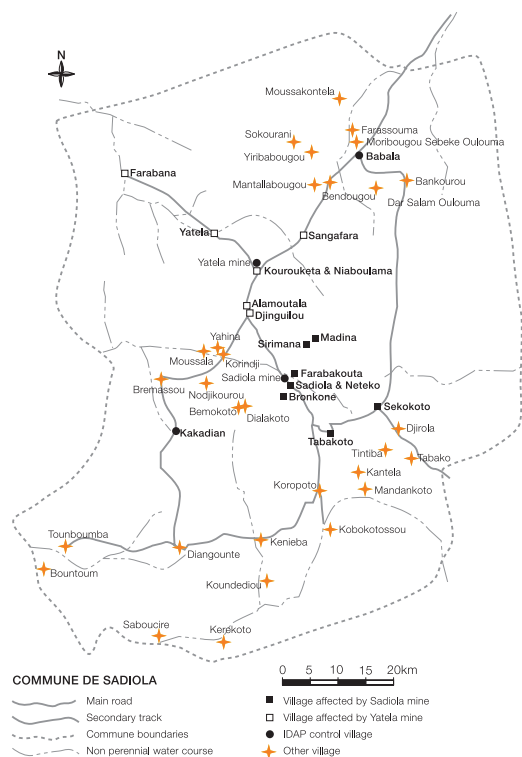 N
Moussakontela
Farassouma
Sokourani
Moribougou Sebeke Oulouma
Yiribabougou
Babala
Farabana
Mantallabougou
Bankourou
Bendougou
Dar Salam Oulouma
Yatela
Sangafara
Yatela mine
Kourouketa & Niaboulama
Alamoutala
Djinguilou
Yahina
Madina
Sirimana
Moussala
Korindji
Farabakouta
Sadiola mine
Sadiola & Neteko
Bremassou
Nodjikourou
Bronkone
Bemokoto
Dialakoto
Sekokoto
Kakadian
Djirola
Tabakoto
Tintiba
Tabako
Kantela
Koropoto
Mandankoto
Kobokotossou
Tounboumba
Kenieba
Diangounte
Bountoum
Koundediou
Saboucire
Kerekoto
COMMUNE DE SADIOLA
Main road
Secondary track
Commune boundaries
Non perennial water course
0 5 10 15 20km
Village affected by Sadiola mine
Village affected by Yatela mine
IDAP control village
Other village